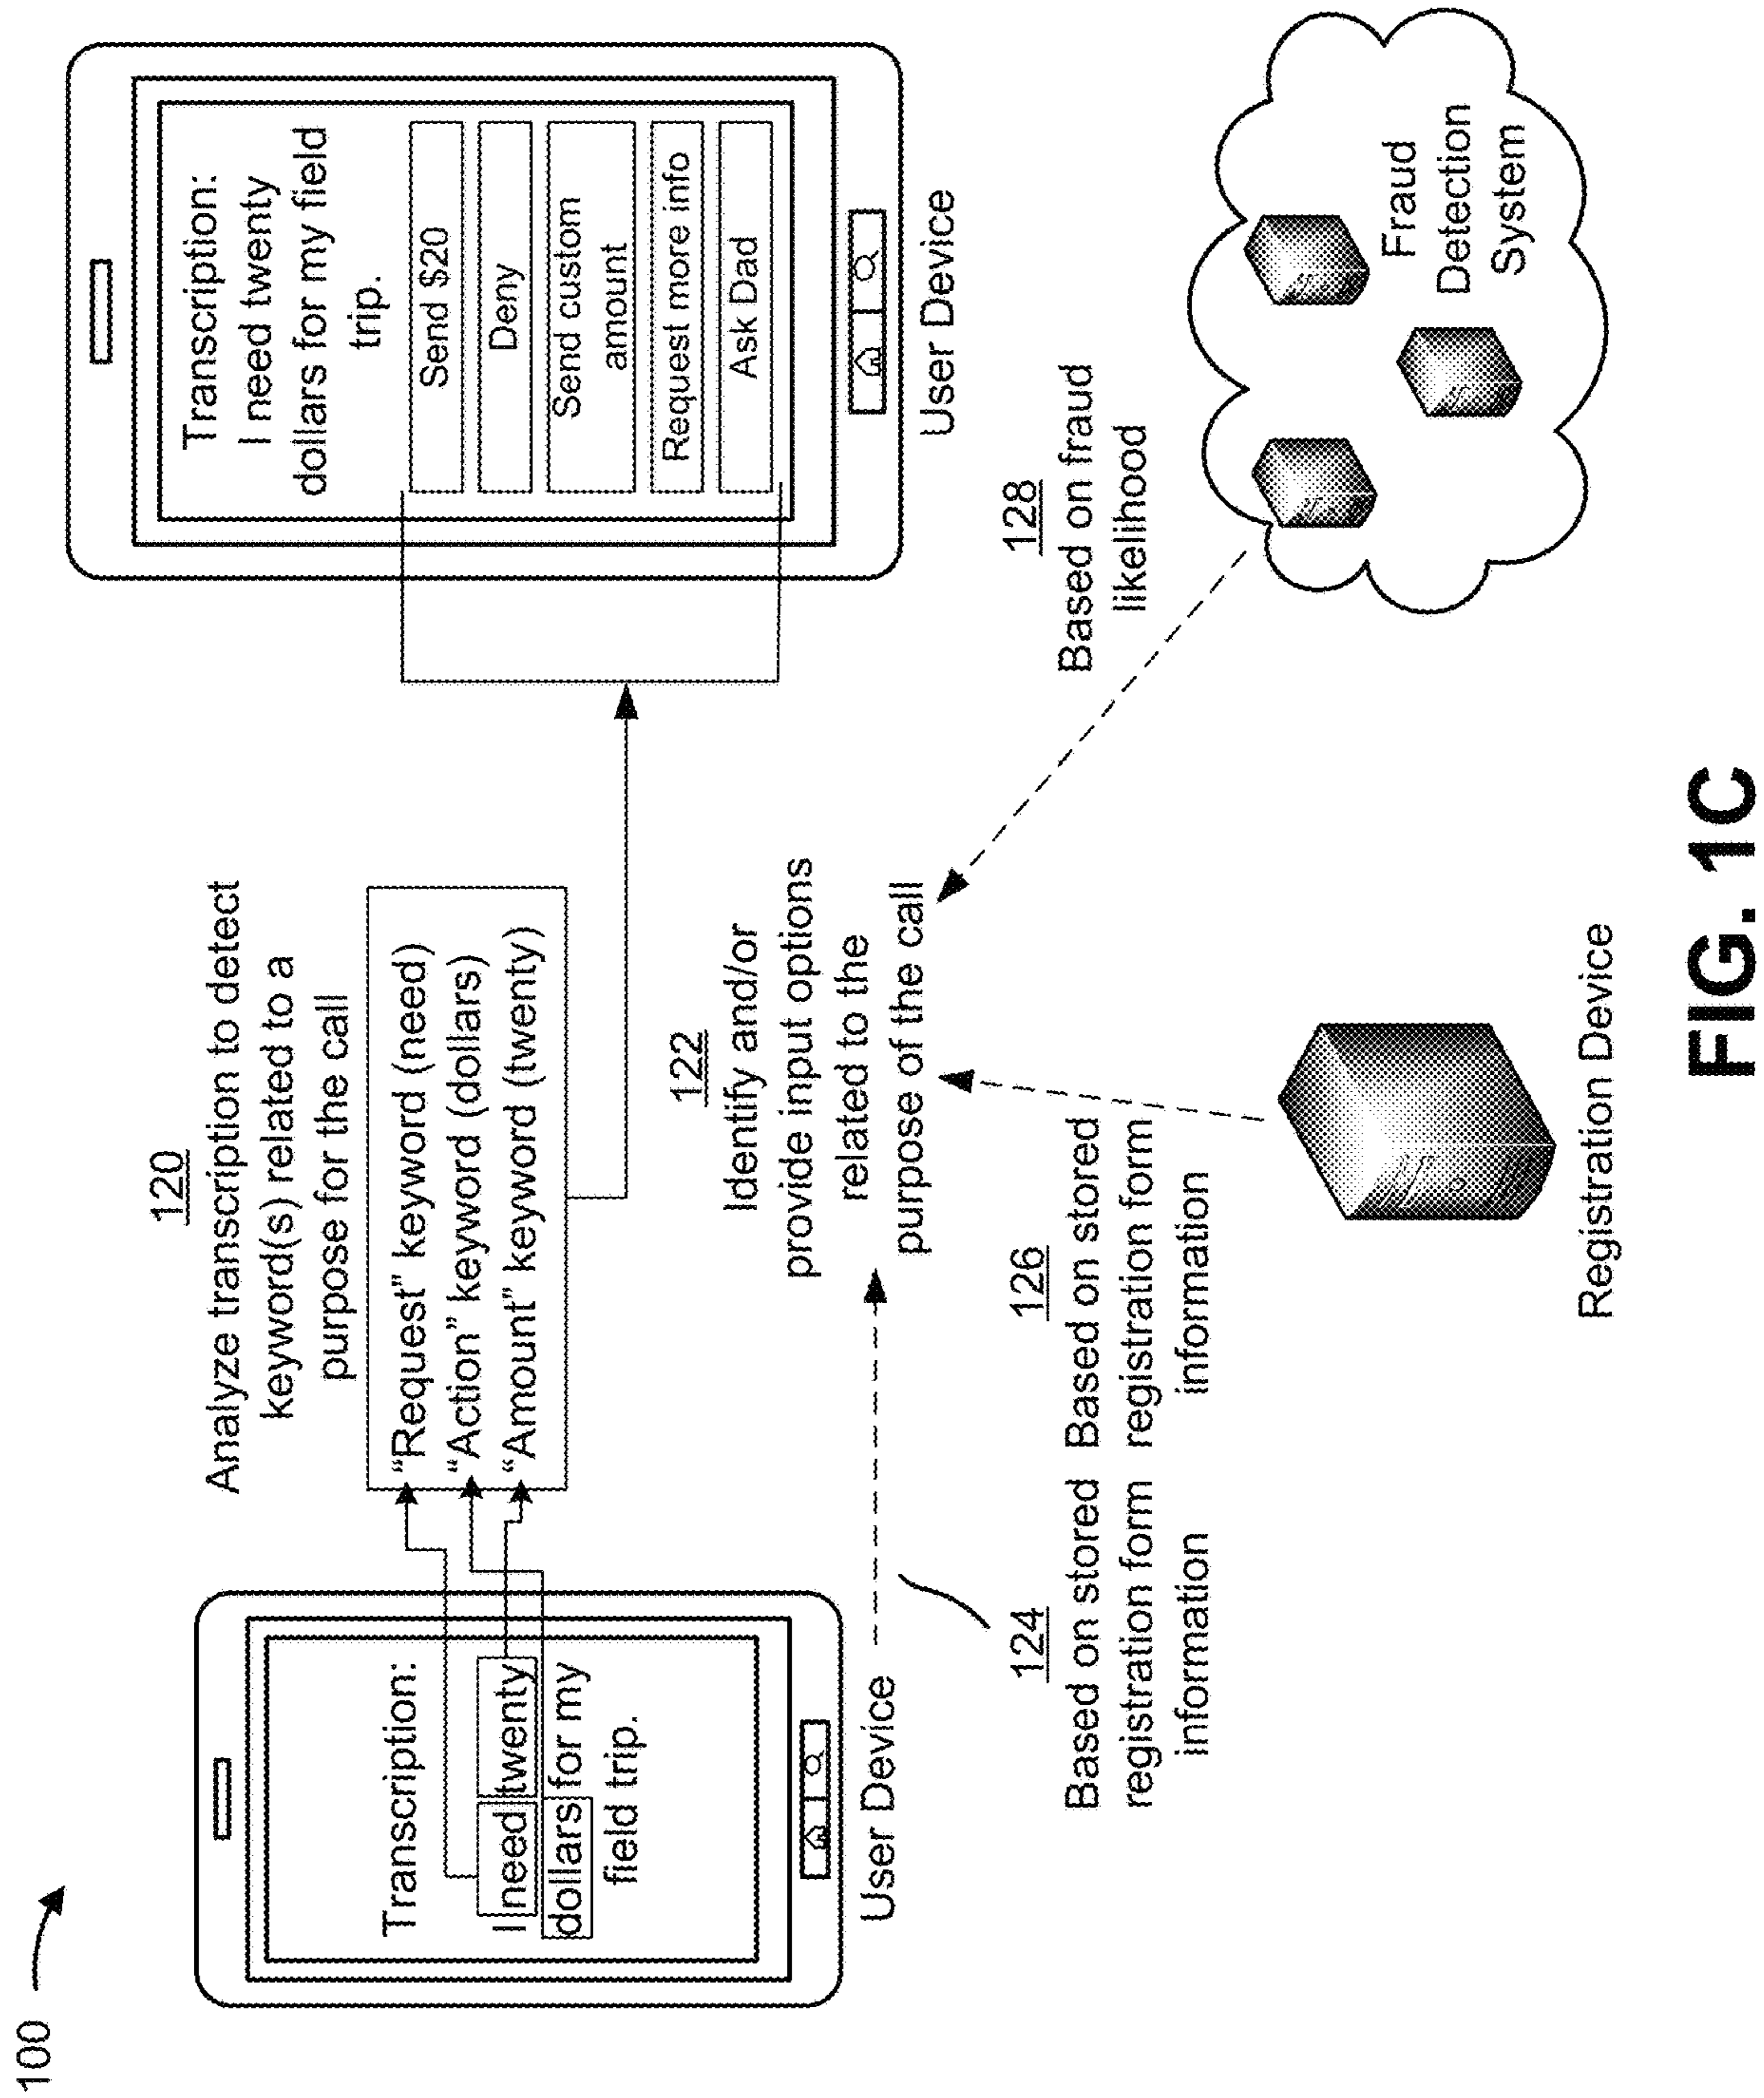 100
120
Analyze transcription to detect
keyword(s) related to a
purpose for the call
Transcription:
I need twenty
dollars for my
field trip.
User Device
“Request” keyword (need)
“Action” keyword (dollars)
“Amount” keyword (twenty)
Transcription:
I need twenty
dollars for my field
trip.
Send $20
Deny
Send custom
amount
Request more info
Ask Dad
User Device
122
Identify and/or
provide input options
related to the
purpose of the call
124
Based on stored
registration form
information
126
Based on stored
registration form
information
128
Based on fraud
likelihood
Registration Device
Fraud
Detection
System
FIG. 1C